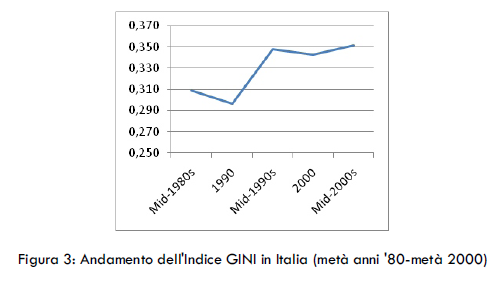 0,370
0,350
0,330
0,310
0,290
0,270
0,250
Mid-1980s
1990
Mid-1990s
2000
Mid-2000s
Figura 3: Andamento dell'Indice GINI in Italia (metà anni '80-metà 2000)